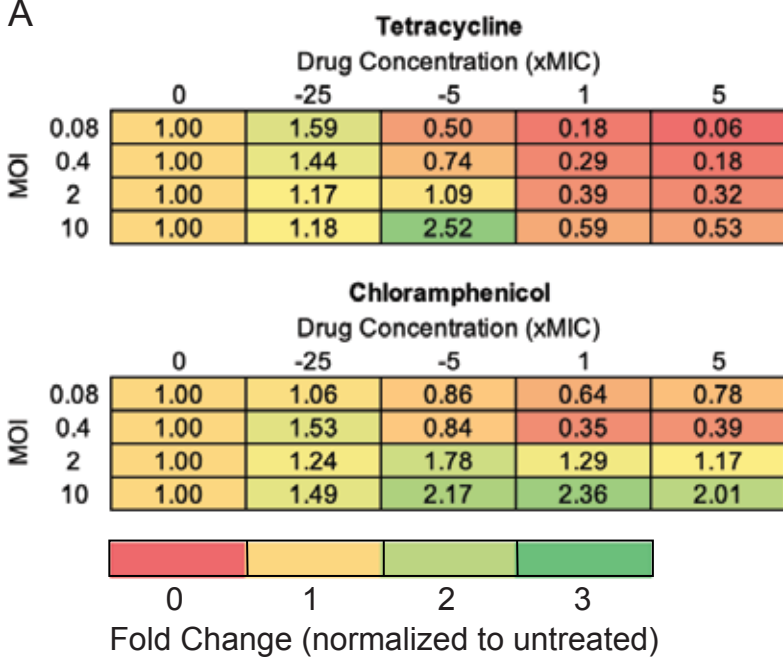 A
Tetracycline
Drug Concentration (xMIC)
0 -25 -5 1 5
MOI
0.08 1.00 1.59 0.50 0.18 0.06
0.4 1.00 1.44 0.74 0.29 0.18
2 1.00 1.17 1.09 0.39 0.32
10 1.00 1.18 2.52 0.59 0.53
Chloramphenicol
Drug Concentration (xMIC)
0 -25 -5 1 5
MOI
0.08 1.00 1.06 0.86 0.64 0.78
0.4 1.00 1.53 0.84 0.35 0.39
2 1.00 1.24 1.78 1.29 1.17
10 1.00 1.49 2.17 2.36 2.01
0 1 2 3
Fold Change (normalized to untreated)